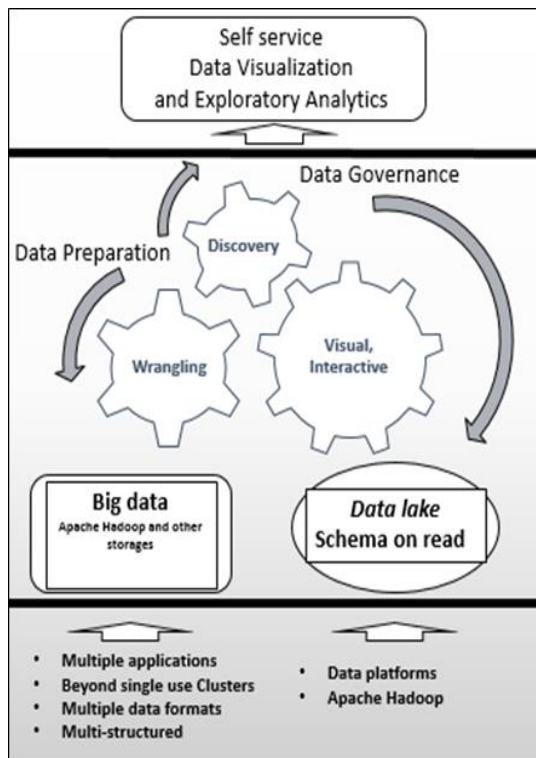 Self service
Data Visualization
and Exploratory Analytics
Data Governance
Data Preparation
Discovery
Wrangling
Visual,
Interactive
Big data
Apache Hadoop and other
storages
Data lake
Schema on read
• Multiple applications
• Beyond single use Clusters
• Multiple data formats
• Multi-structured
• Data platforms
• Apache Hadoop